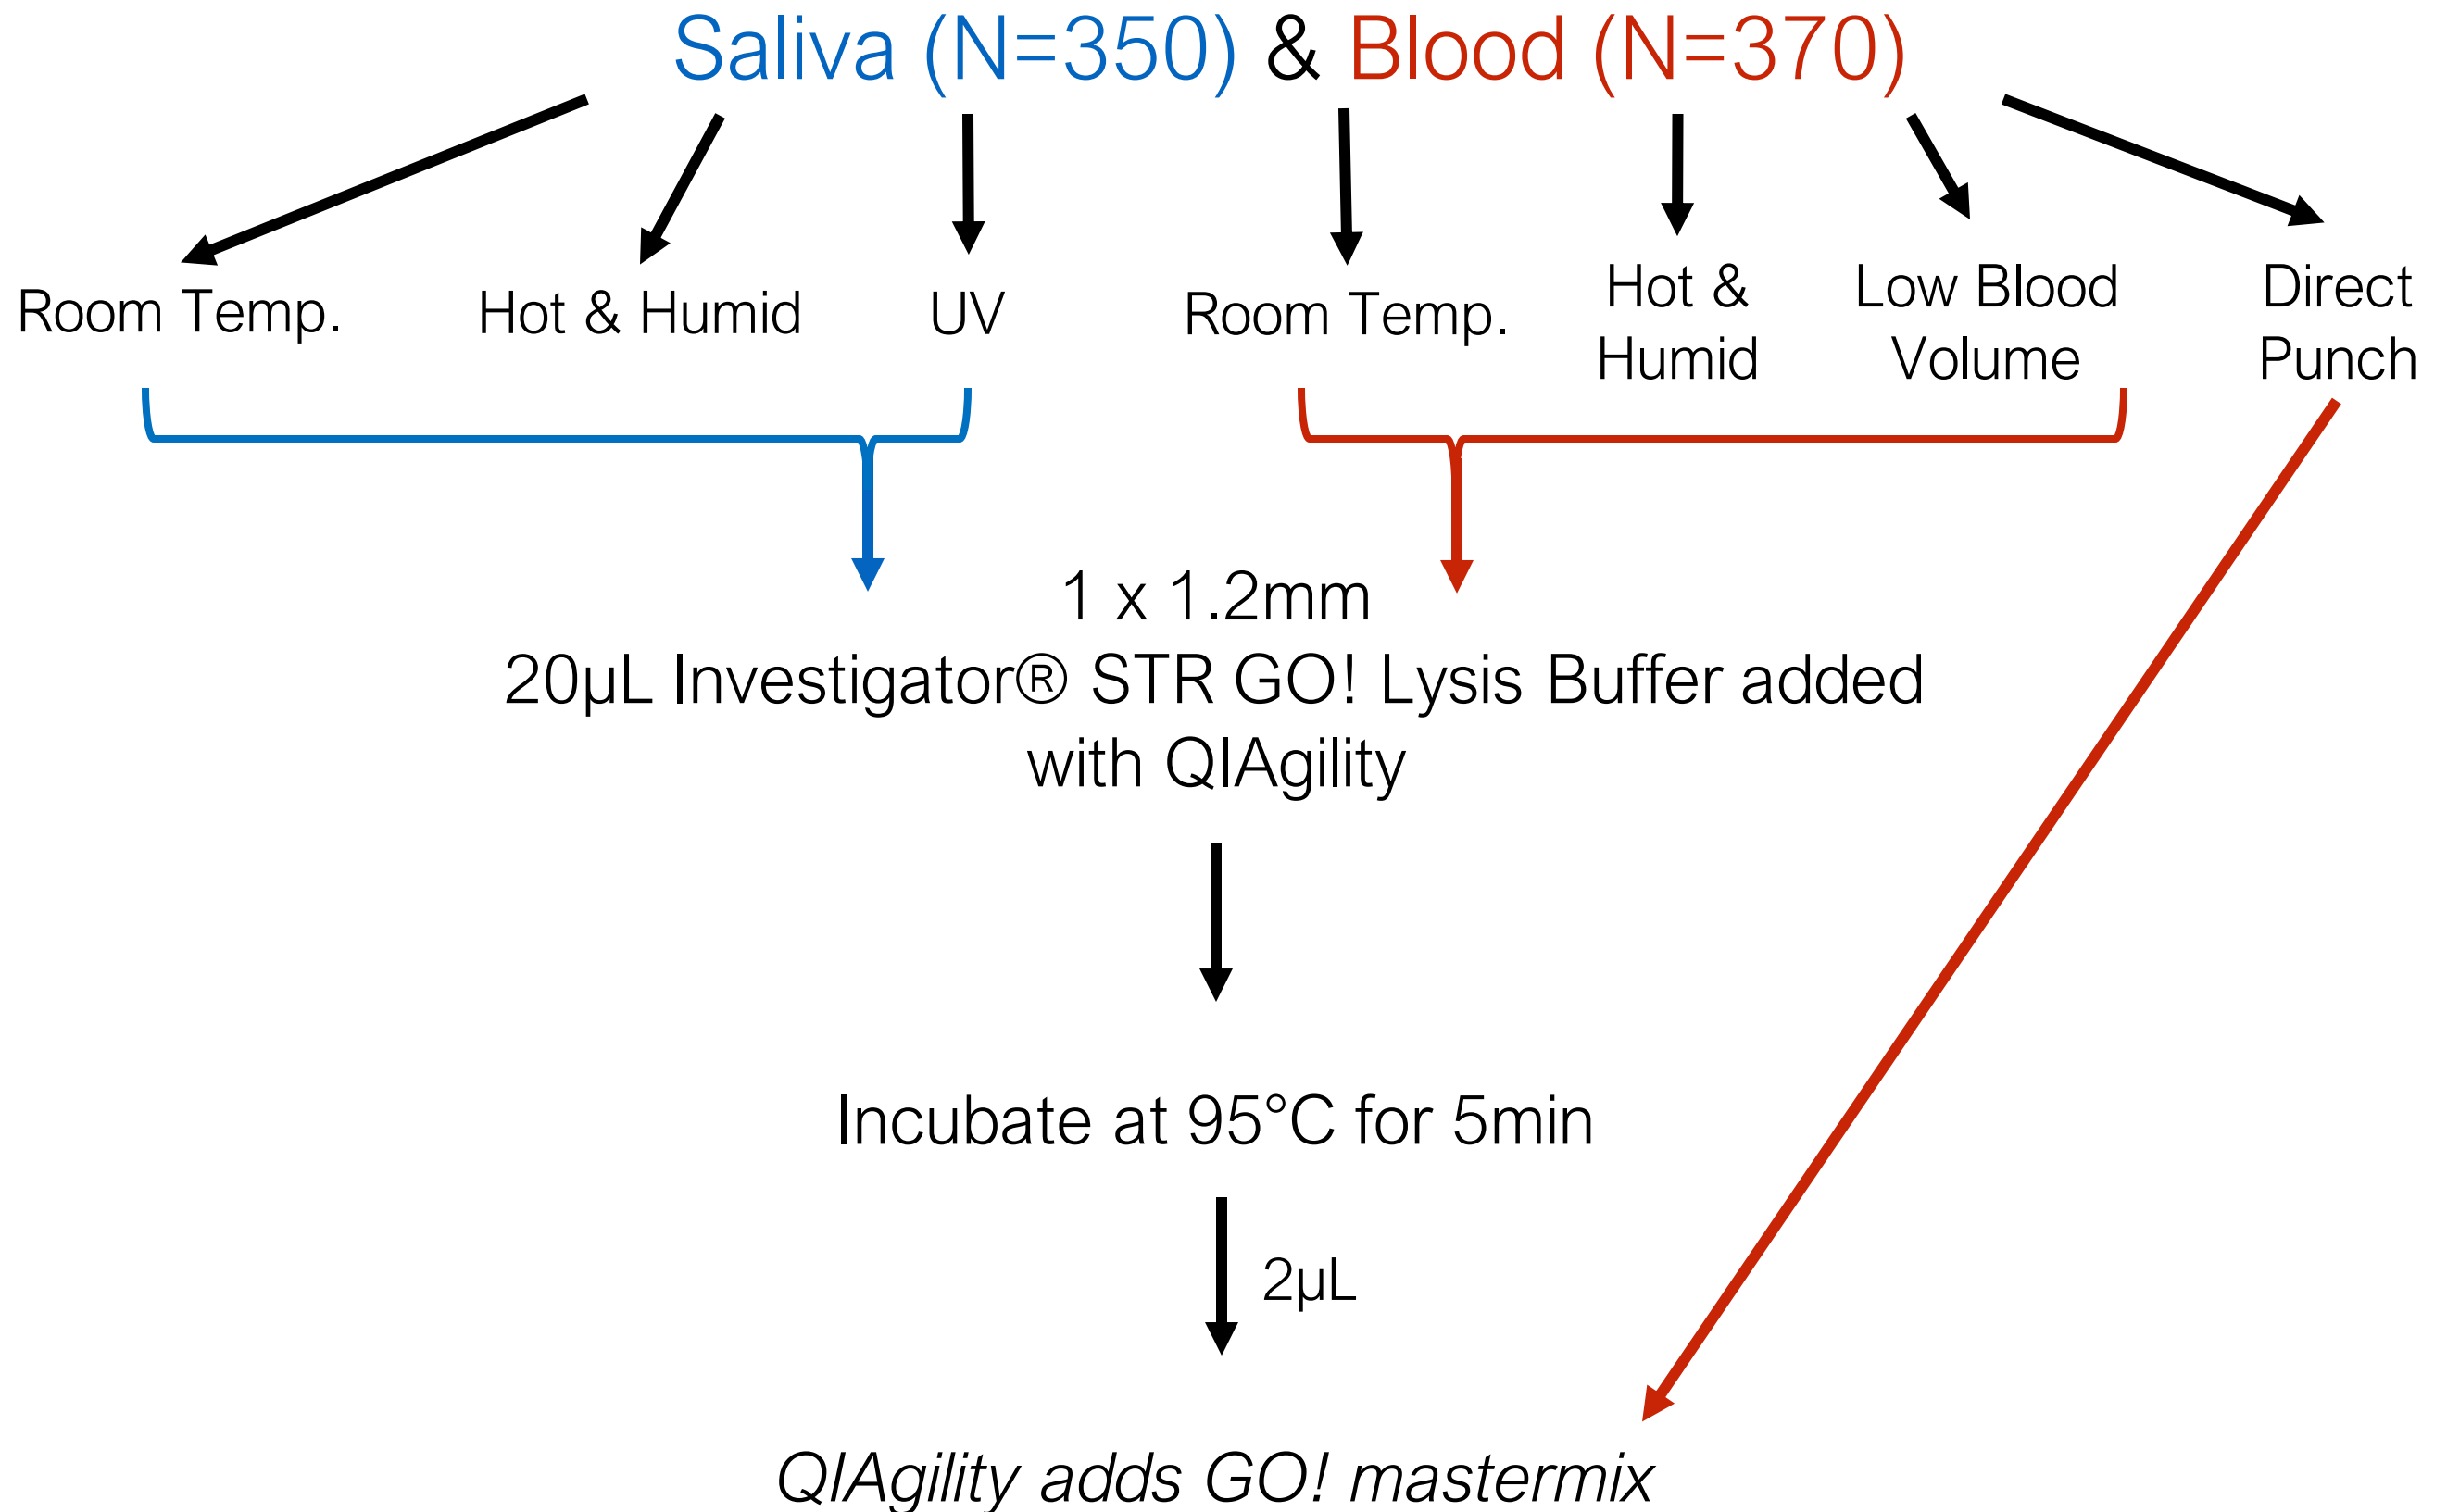 Saliva (N=350) & Blood (N=370)
Room Temp.
Hot & Humid
UV
Room Temp.
Hot &
Humid
Low Blood
Volume
Direct
Punch
1 x 1.2mm
20µL Investigator® STR GO! Lysis Buffer added
with QIAgility
Incubate at 95°C for 5min
2µL
QIAgility adds GO! mastermix